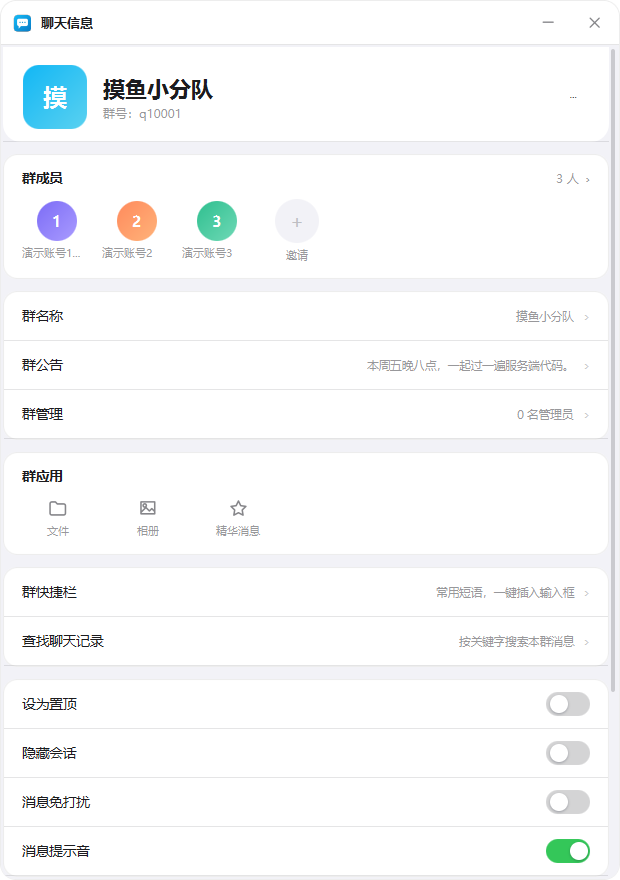 聊天信息
摸
摸鱼小分队
群号：q10001
...
群成员
3 人 ›
1 2 3 +
演示账号1... 演示账号2 演示账号3 邀请
群名称 摸鱼小分队 ›
群公告 本周五晚八点，一起过一遍服务端代码。 ›
群管理 0 名管理员 ›
群应用
文件 相册 精华消息
群快捷栏 常用短语，一键插入输入框 ›
查找聊天记录 按关键字搜索本群消息 ›
设为置顶
隐藏会话
消息免打扰
消息提示音